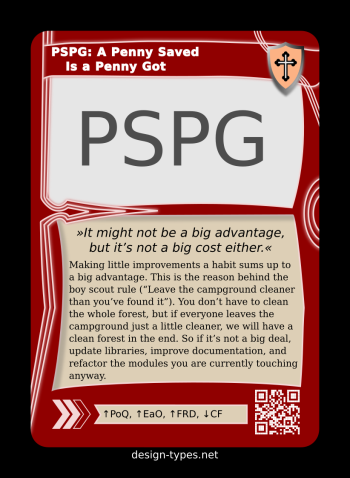 PSPG: A Penny Saved
Is a Penny Got
PSPG
»It might not be a big advantage,
but it’s not a big cost either.«
Making little improvements a habit sums up to
a big advantage. This is the reason behind the
boy scout rule (“Leave the campground cleaner
than you’ve found it”). You don’t have to clean
the whole forest, but if everyone leaves the
campground just a little cleaner, we will have a
clean forest in the end. So if it’s not a big deal,
update libraries, improve documentation, and
refactor the modules you are currently touching
anyway.
↑PoQ, ↑EaO, ↑FRD, ↓CF
design-types.net